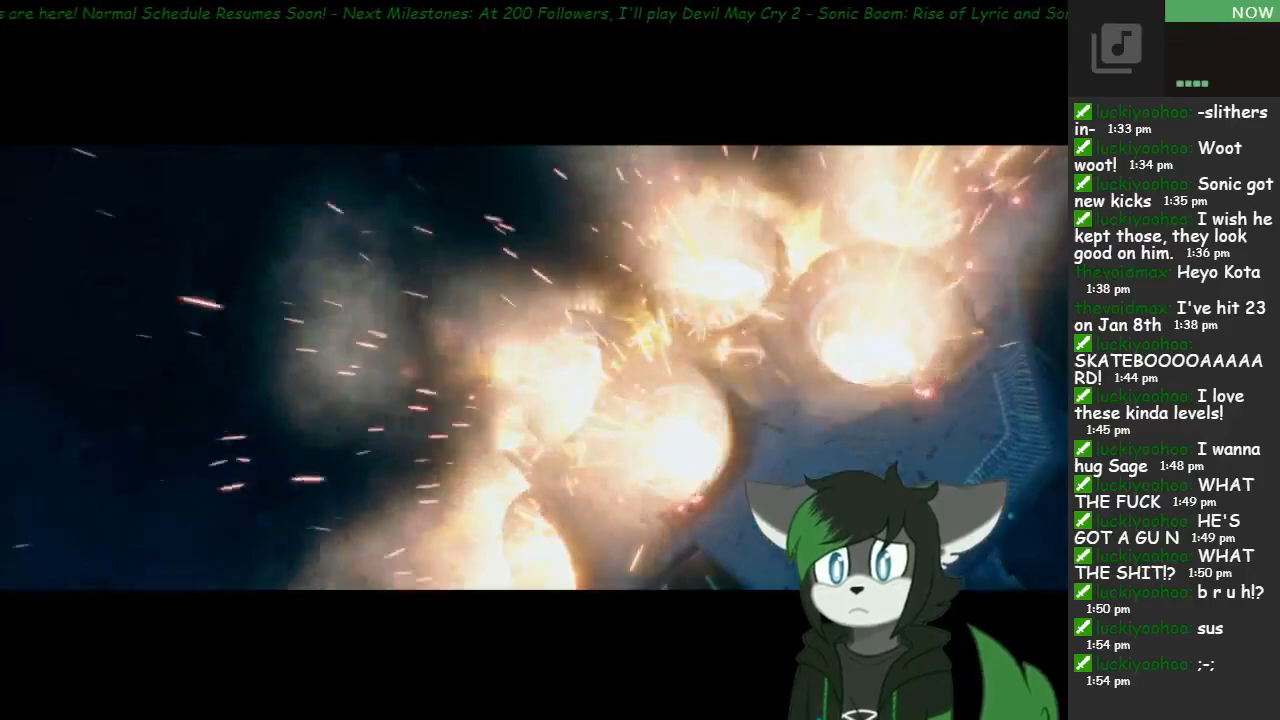 s are here! Normal Schedule Resumes Soon! - Next Milestones: At 200 Followers, I'll play Devil May Cry 2 - Sonic Boom: Rise of Lyric and So
NOW
luckiyoohoo: -slithers
in- 1:33 pm
luckiyoohoo: Woot
woot! 1:34 pm
luckiyoohoo: Sonic got
new kicks 1:35 pm
luckiyoohoo: I wish he
kept those, they look
good on him. 1:36 pm
thevoidmax: Heyo Kota
1:38 pm
thevoidmax: I've hit 23
on Jan 8th 1:38 pm
luckiyoohoo:
SKATEBOOOOAAAAA
RD! 1:44 pm
luckiyoohoo: I love
these kinda levels!
1:45 pm
luckiyoohoo: I wanna
hug Sage 1:48 pm
luckiyoohoo: WHAT
THE FUCK 1:49 pm
luckiyoohoo: HE'S
GOT A GU N 1:49 pm
luckiyoohoo: WHAT
THE SHIT!? 1:50 pm
luckiyoohoo: b r u h!?
1:50 pm
luckiyoohoo: sus
1:54 pm
luckiyoohoo: ;-;
1:54 pm